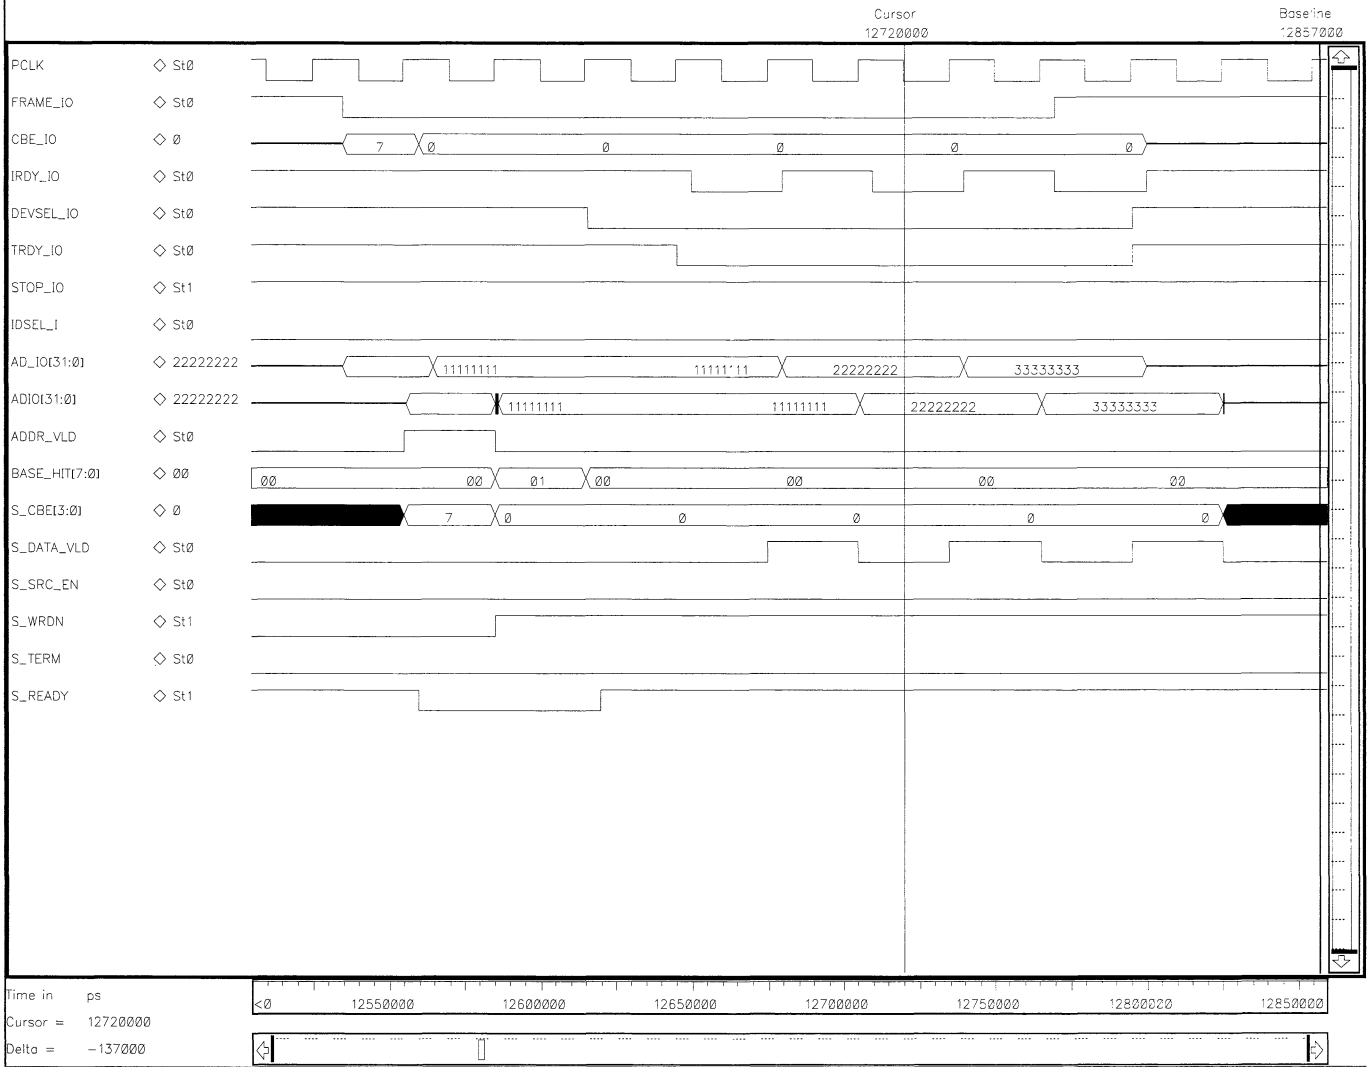 Cursor Baseline
12720000 12857000
PCLK St0
FRAME_IO St0
CBE_IO 0 7 0 0 0 0 0
IRDY_IO St0
DEVSEL_IO St0
TRDY_IO St0
STOP_IO St1
IDSEL_I St0
AD_IO[31:0] 22222222 11111111 11111111 22222222 33333333
ADIO[31:0] 22222222 11111111 11111111 22222222 33333333
ADDR_VLD St0
BASE_HIT[7:0] 00 00 00 01 00 00 00 00
S_CBE[3:0] 0 7 0 0 0 0 0
S_DATA_VLD St0
S_SRC_EN St0
S_WRDN St1
S_TERM St0
S_READY St1
Time in ps
<0 12550000 12600000 12650000 12700000 12750000 12800000 12850000
Cursor = 12720000
Delta = -137000